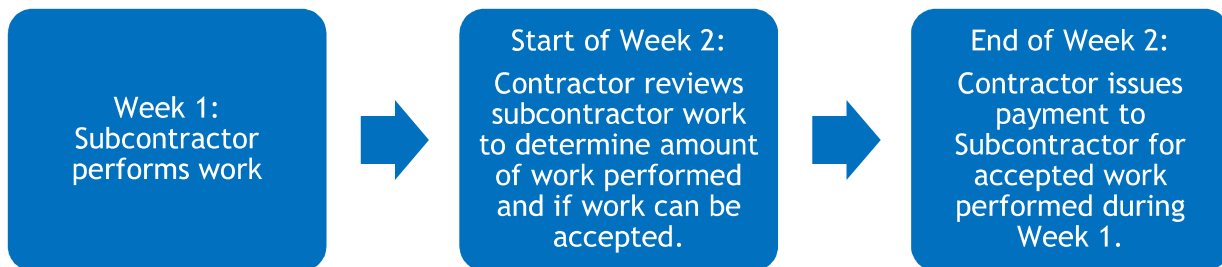 Week 1:
Subcontractor
performs work
Start of Week 2:
Contractor reviews
subcontractor work
to determine amount
of work performed
and if work can be
accepted.
End of Week 2:
Contractor issues
payment to
Subcontractor for
accepted work
performed during
Week 1.